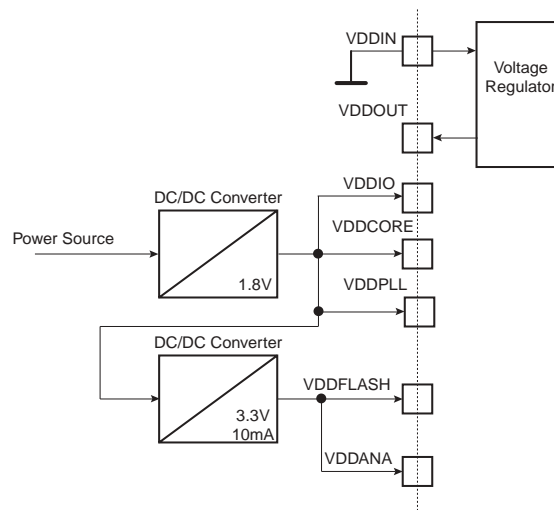 VDDIN
Voltage
Regulator
VDDOUT
DC/DC Converter
VDDIO
Power Source
VDDCORE
1.8V
VDDPLL
DC/DC Converter
VDDFLASH
3.3V
10mA
VDDANA